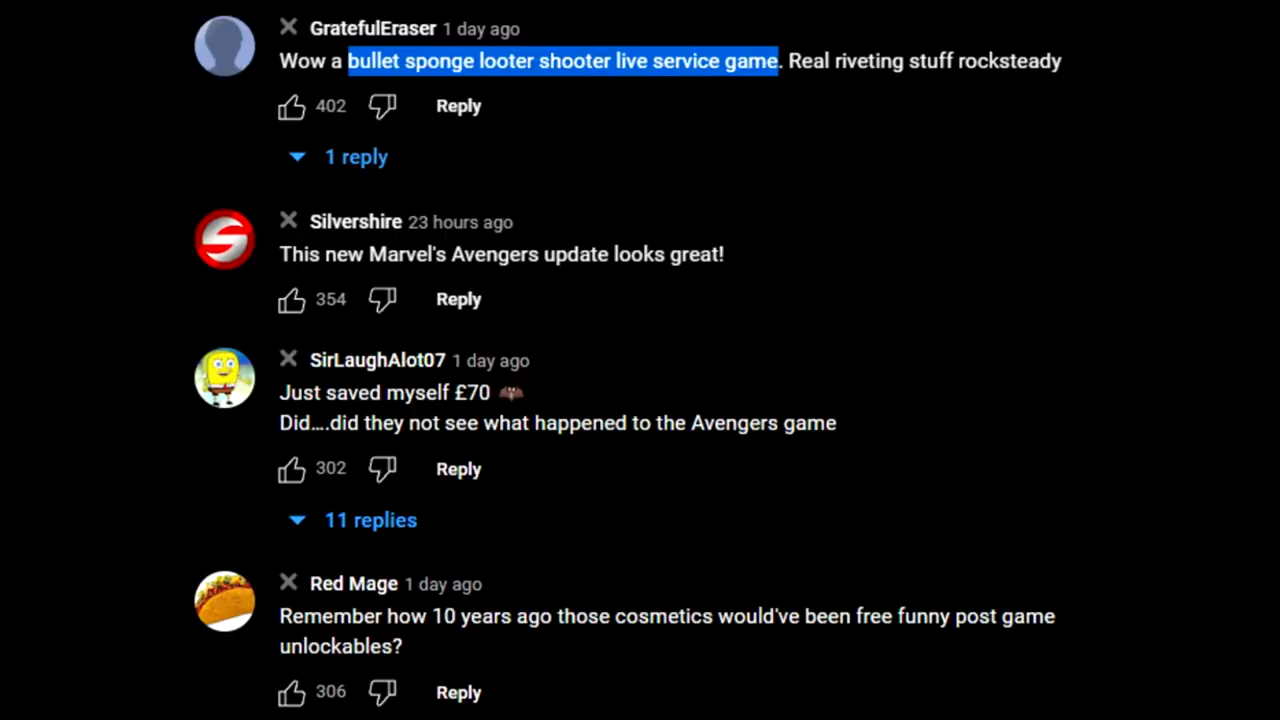 GratefulEraser 1 day ago
Wow a bullet sponge looter shooter live service game. Real riveting stuff rocksteady
402 Reply
1 reply
Silvershire 23 hours ago
This new Marvel's Avengers update looks great!
354 Reply
SirLaughAlot07 1 day ago
Just saved myself £70 🦇
Did....did they not see what happened to the Avengers game
302 Reply
11 replies
Red Mage 1 day ago
Remember how 10 years ago those cosmetics would've been free funny post game
unlockables?
306 Reply